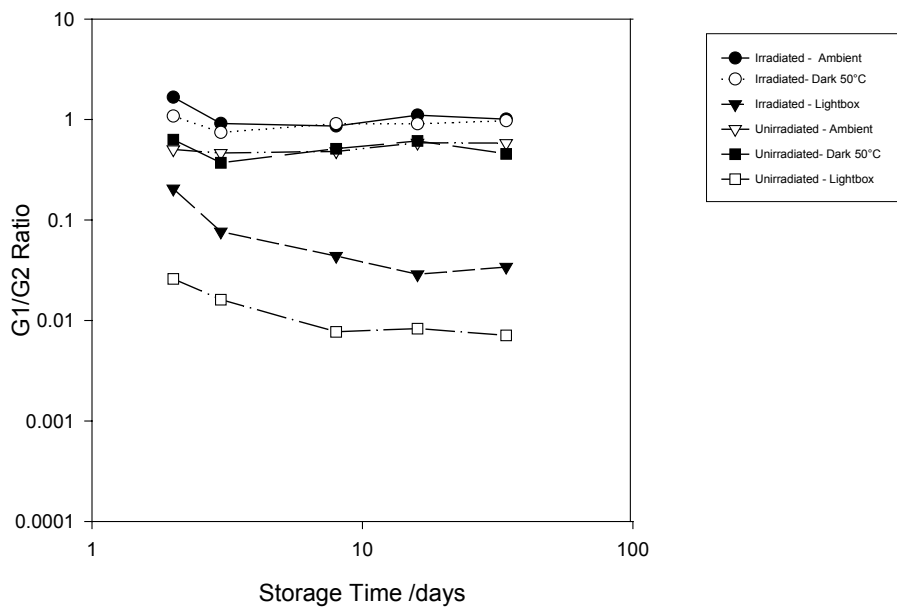 10
1
0.1
0.01
0.001
0.0001
G1/G2 Ratio
1 10 100
Storage Time /days
Irradiated - Ambient
Irradiated- Dark 50°C
Irradiated - Lightbox
Unirradiated - Ambient
Unirradiated- Dark 50°C
Unirradiated - Lightbox